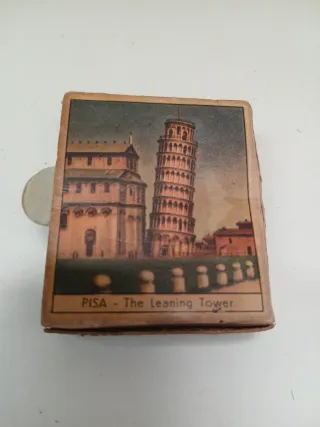 PISA - The Leaning Tower